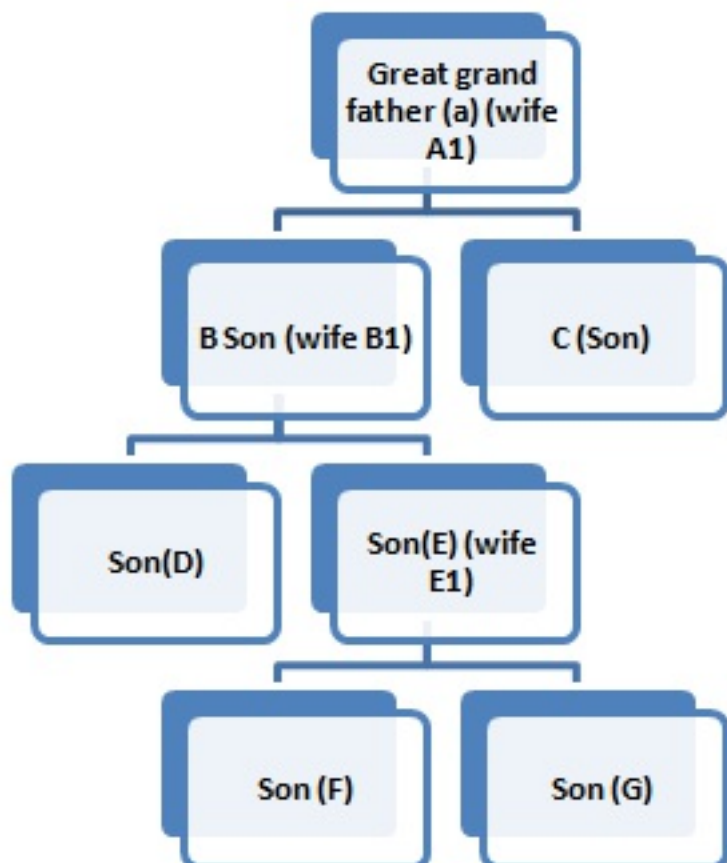 Great grand
father (a) (wife
A1)
B Son (wife B1)
C (Son)
Son(D)
Son(E) (wife
E1)
Son (F)
Son (G)